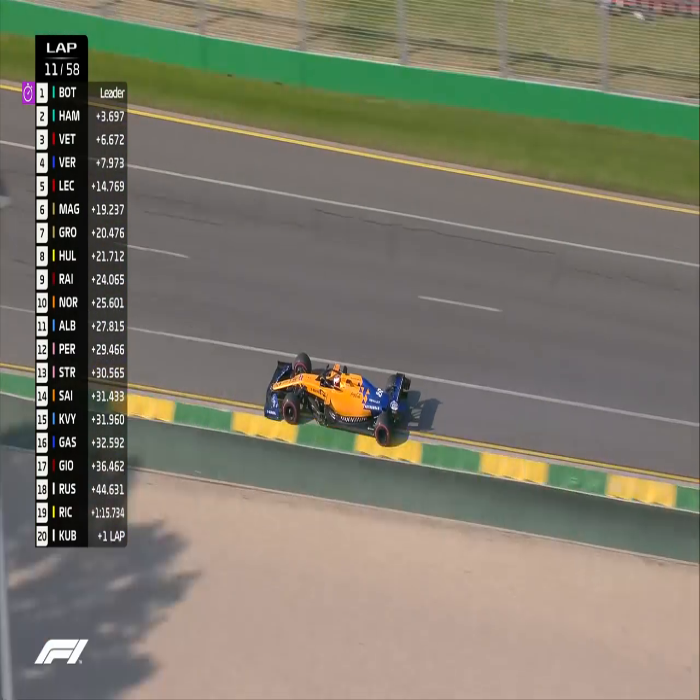 LAP
11/58
1 BOT Leader
2 HAM +3.697
3 VET +6.672
4 VER +7.973
5 LEC +14.769
6 MAG +19.237
7 GRO +20.476
8 HUL +21.712
9 RAI +24.065
10 NOR +25.601
11 ALB +27.815
12 PER +29.466
13 STR +30.565
14 SAI +31.433
15 KVY +31.960
16 GAS +32.592
17 GIO +36.462
18 RUS +44.631
19 RIC +1:15.734
20 KUB +1 LAP
F1